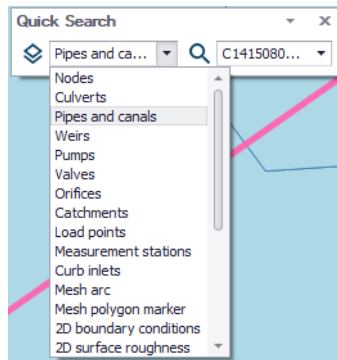 Quick Search
Pipes and ca... C1415080...
Nodes
Culverts
Pipes and canals
Weirs
Pumps
Valves
Orifices
Catchments
Load points
Measurement stations
Curb inlets
Mesh arc
Mesh polygon marker
2D boundary conditions
2D surface roughness